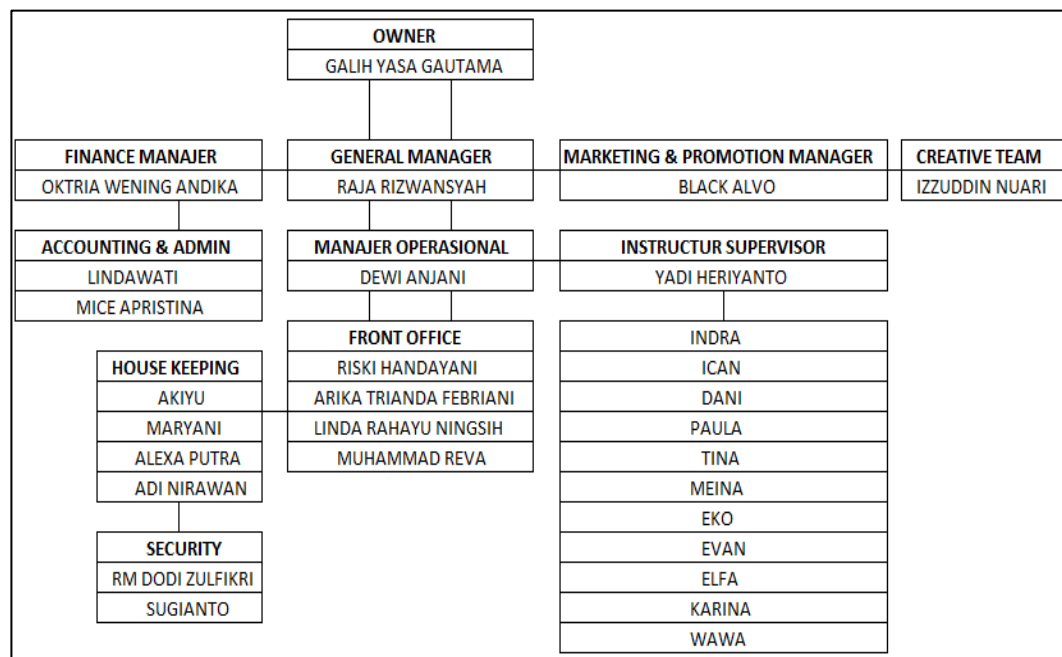 OWNER
GALIH YASA GAUTAMA
FINANCE MANAJER
OKTRIA WENING ANDIKA
GENERAL MANAGER
RAJA RIZWANSYAH
MARKETING & PROMOTION MANAGER
BLACK ALVO
CREATIVE TEAM
IZZUDDIN NUARI
ACCOUNTING & ADMIN
LINDAWATI
MICE APRISTINA
MANAJER OPERASIONAL
DEWI ANJANI
INSTRUCTUR SUPERVISOR
YADI HERIYANTO
FRONT OFFICE
RISKI HANDAYANI
ARIKA TRIANDA FEBRIANI
LINDA RAHAYU NINGSIH
MUHAMMAD REVA
HOUSE KEEPING
AKIYU
MARYANI
ALEXA PUTRA
ADI NIRAWAN
SECURITY
RM DODI ZULFIKRI
SUGIANTO
INDRA
ICAN
DANI
PAULA
TINA
MEINA
EKO
EVAN
ELFA
KARINA
WAWA